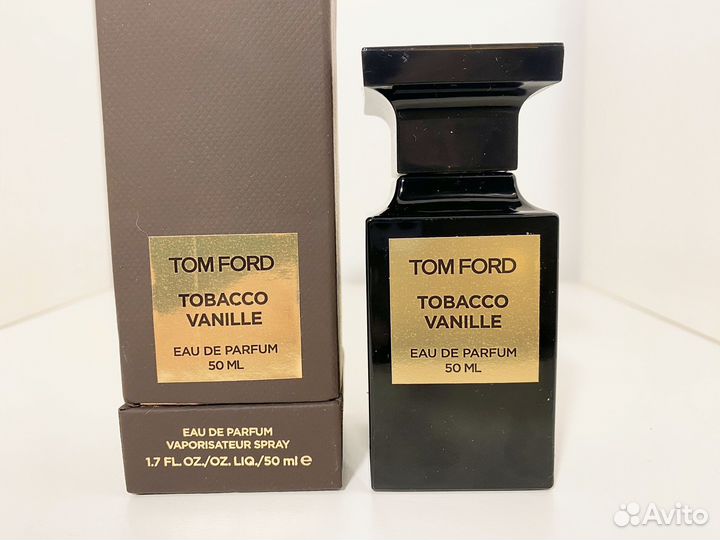 TOM FORD
TOBACCO
VANILLE
EAU DE PARFUM
50 ML
EAU DE PARFUM
VAPORISATEUR SPRAY
1.7 FL. OZ./OZ. LIQ./50 ml ℮
TOM FORD
TOBACCO
VANILLE
EAU DE PARFUM
50 ML
Avito